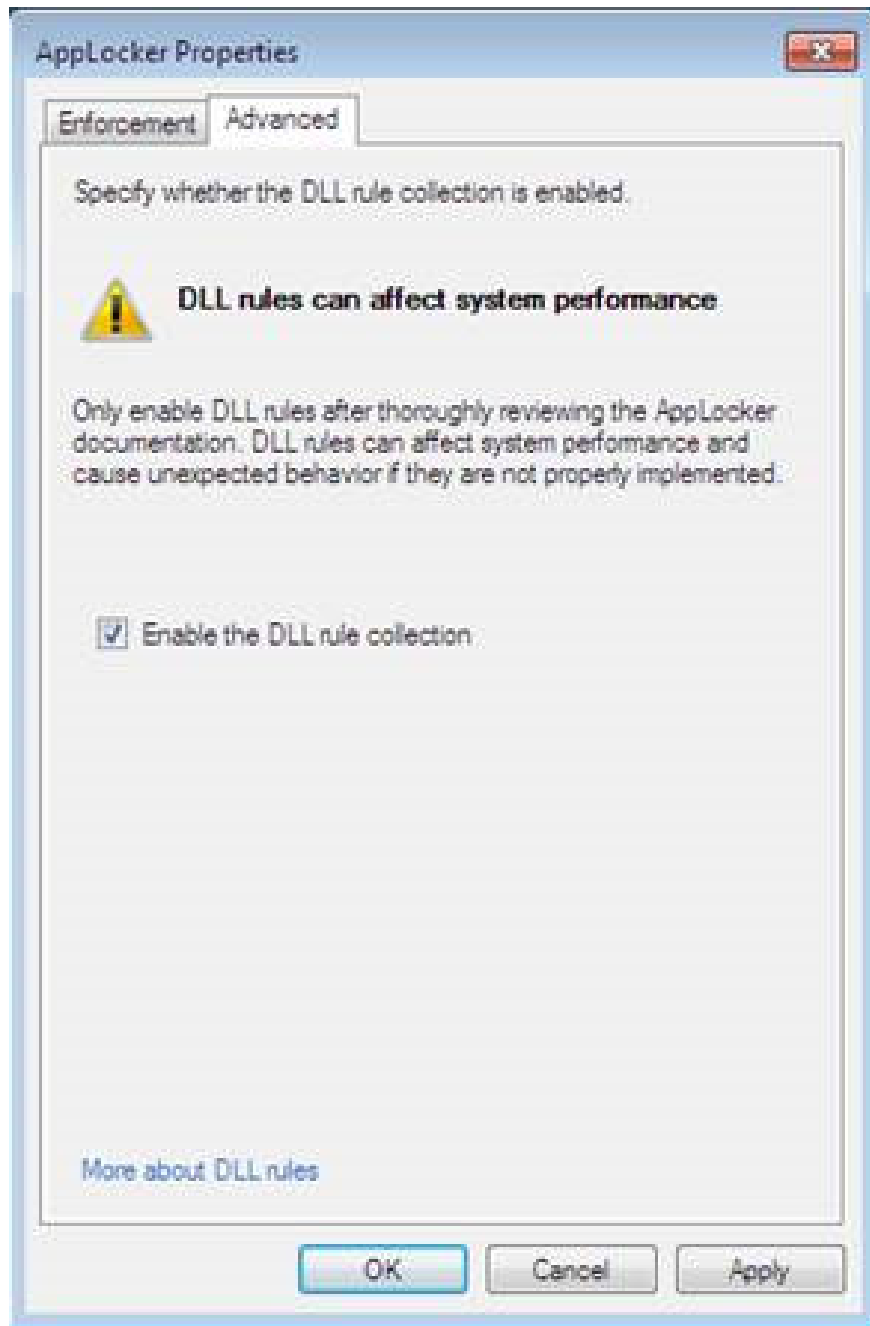 AppLocker Properties
Enforcement
Advanced
Specify whether the DLL rule collection is enabled.
DLL rules can affect system performance
Only enable DLL rules after thoroughly reviewing the AppLocker
documentation. DLL rules can affect system performance and
cause unexpected behavior if they are not properly implemented.
Enable the DLL rule collection
More about DLL rules
OK
Cancel
Apply